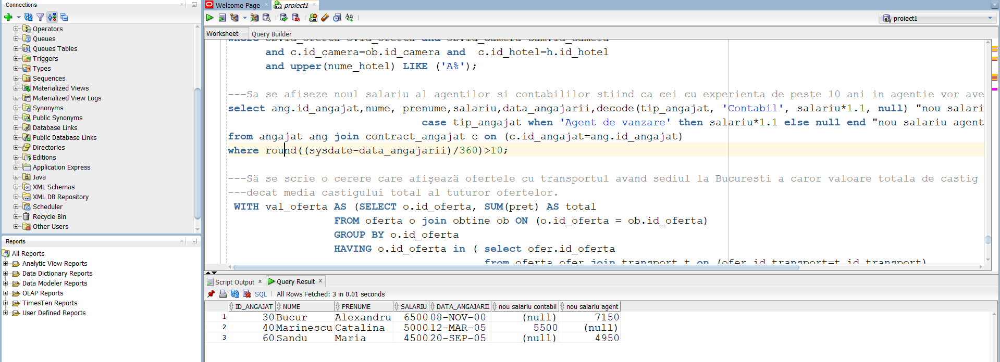 Connections
Operators
Queues
Queues Tables
Triggers
Types
Sequences
Materialized Views
Materialized View Logs
Synonyms
Public Synonyms
Database Links
Public Database Links
Directories
Editions
Application Express
Java
XML Schemas
XML DB Repository
Scheduler
Recycle Bin
Other Users
Reports
All Reports
Analytic View Reports
Data Dictionary Reports
Data Modeler Reports
OLAP Reports
TimesTen Reports
User Defined Reports
Welcome Page
proiect1
proiect1
Worksheet Query Builder
where ob.id_oferta=o.id_oferta and ob.id_camera=cam.id_camera
and c.id_camera=ob.id_camera and c.id_hotel=h.id_hotel
and upper(nume_hotel) LIKE ('A%');
---Sa se afiseze noul salariu al agentilor si contabililor stiind ca cei cu experienta de peste 10 ani in agentie vor ave
select ang.id_angajat,nume, prenume,salariu,data_angajarii,decode(tip_angajat, 'Contabil', salariu*1.1, null) "nou salari
case tip_angajat when 'Agent de vanzare' then salariu*1.1 else null end "nou salariu agent
from angajat ang join contract_angajat c on (c.id_angajat=ang.id_angajat)
where round((sysdate-data_angajarii)/360)>10;
---Să se scrie o cerere care afişează ofertele cu transportul avand sediul la Bucuresti a caror valoare totala de castig
---decat media castigului total al tuturor ofertelor.
WITH val_oferta AS (SELECT o.id_oferta, SUM(pret) AS total
FROM oferta o join obtine ob ON (o.id_oferta = ob.id_oferta)
GROUP BY o.id_oferta
HAVING o.id_oferta in ( select ofer.id_oferta
from oferta ofer join transport t on (ofer.id_transport=t.id_transport)
Script Output Query Result
SQL All Rows Fetched: 3 in 0.01 seconds
ID_ANGAJAT NUME PRENUME SALARIU DATA_ANGAJARII nou salariu contabil nou salariu agent
1 30 Bucur Alexandru 6500 08-NOV-00 (null) 7150
2 40 Marinescu Catalina 5000 12-MAR-05 5500 (null)
3 60 Sandu Maria 4500 20-SEP-05 (null) 4950